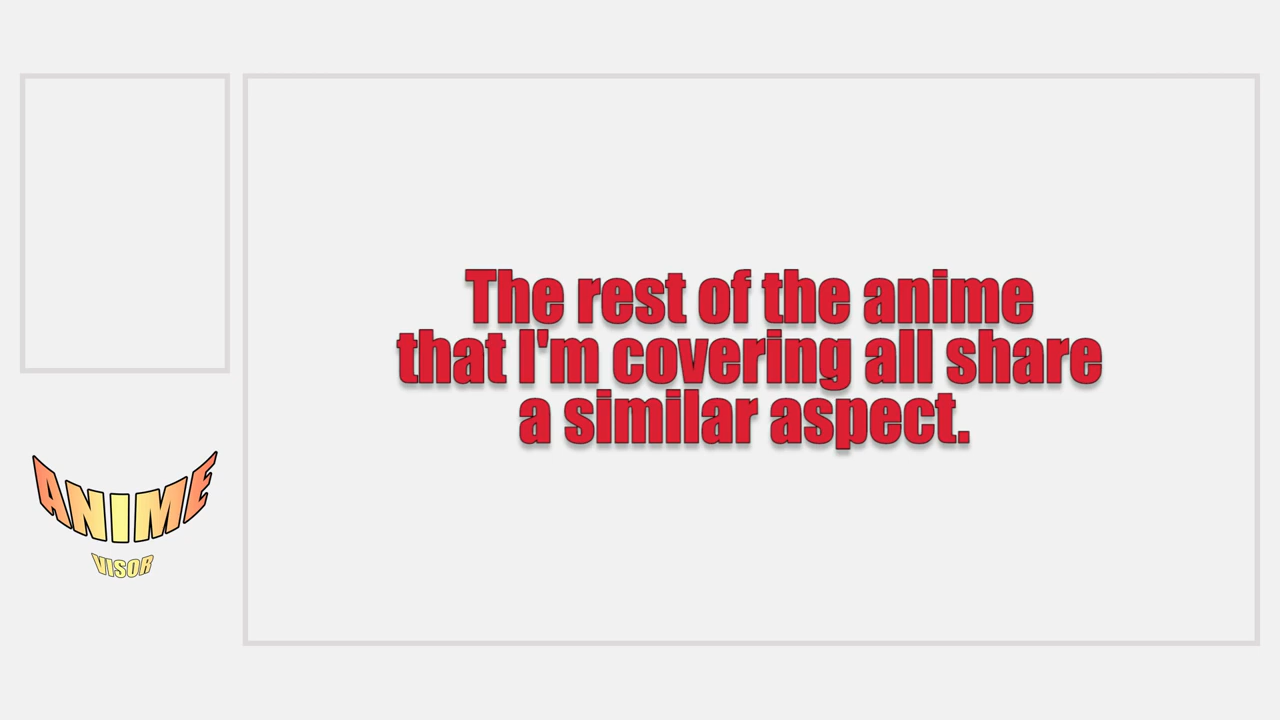 The rest of the anime
that I'm covering all share
a similar aspect.
ANIME
VISOR